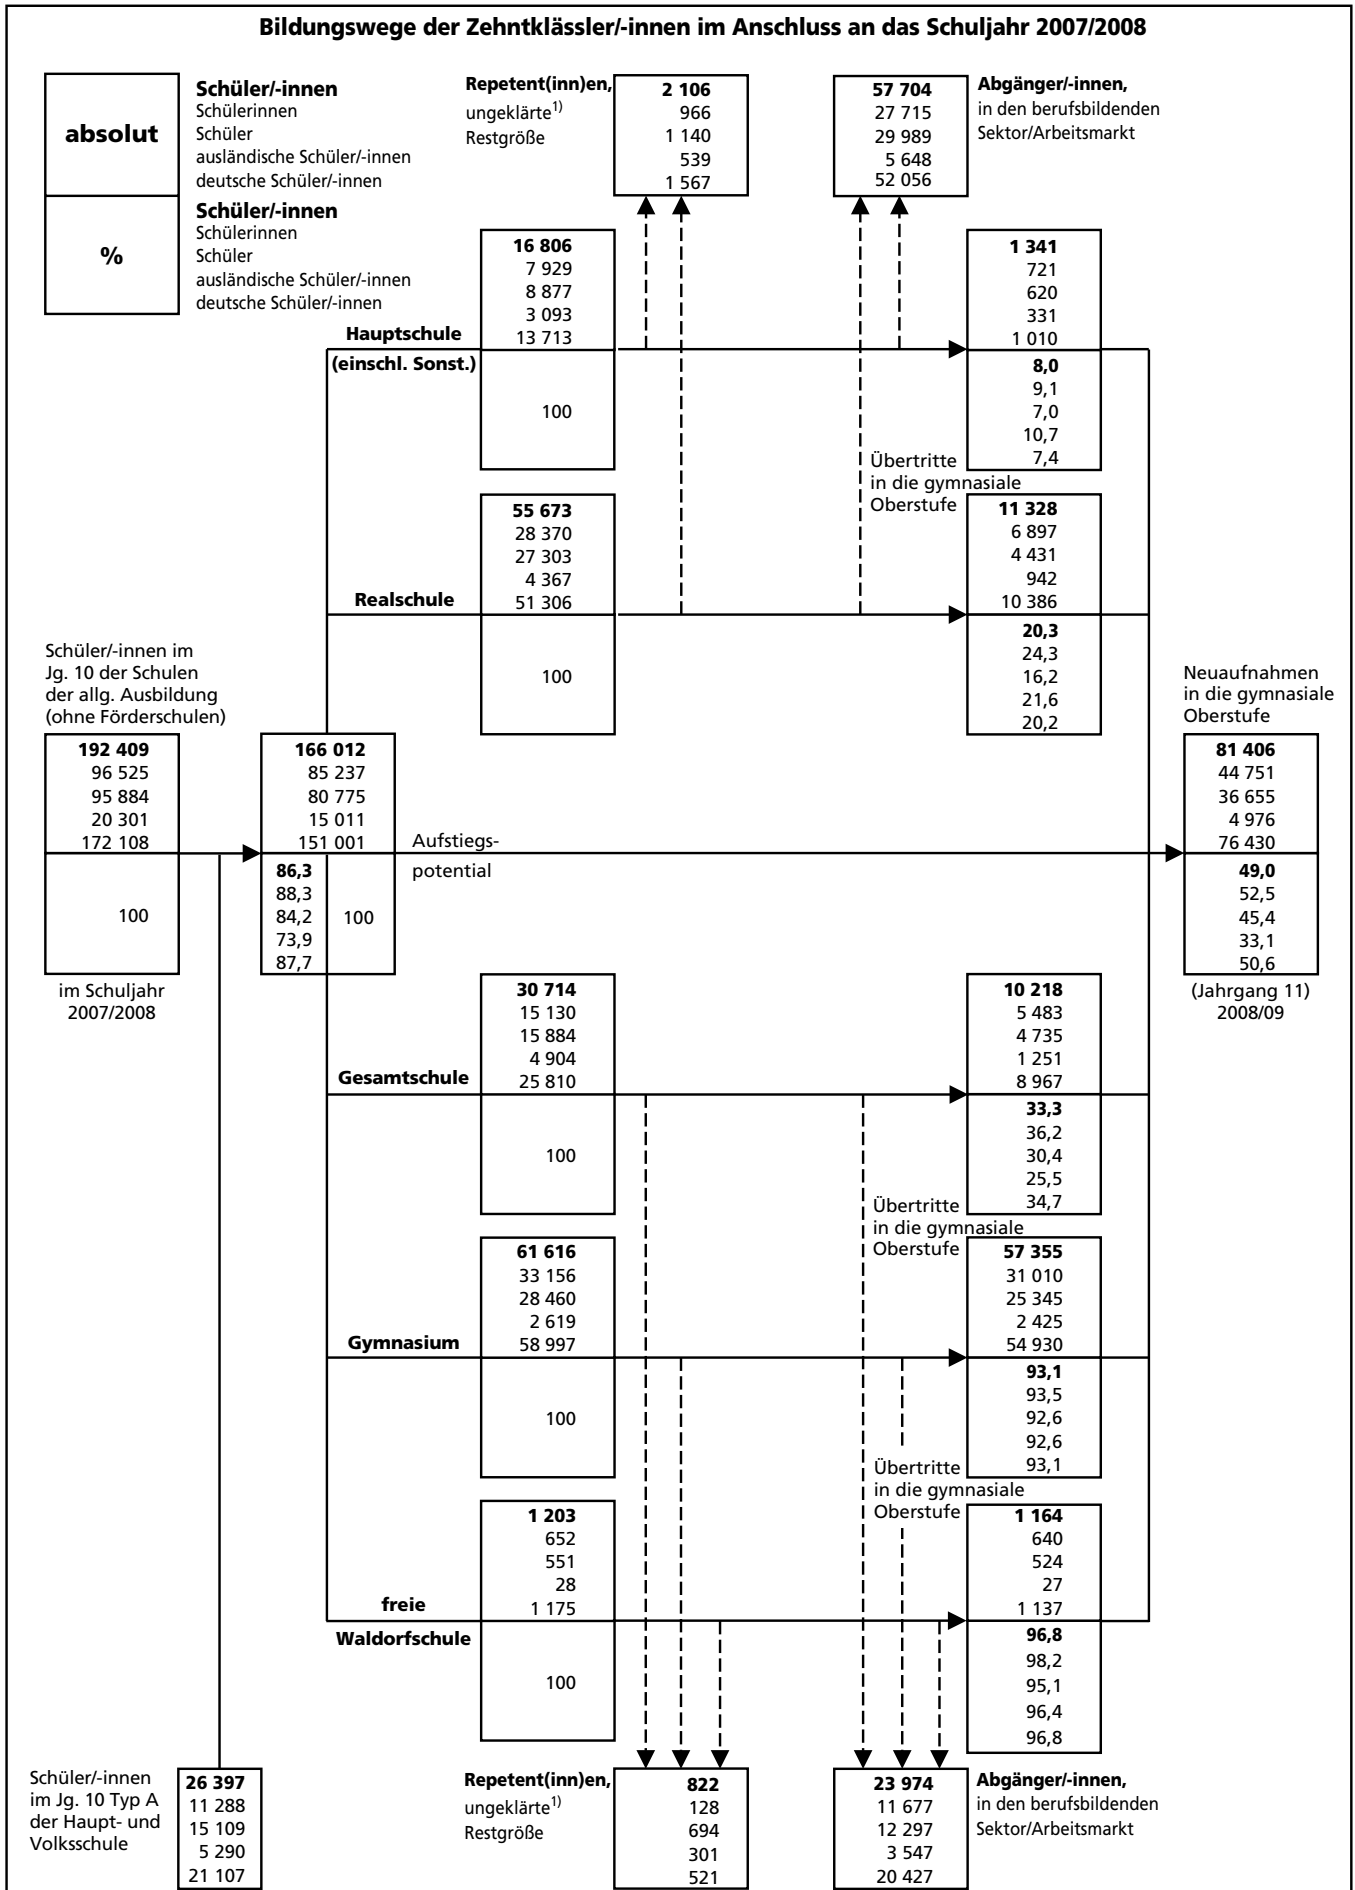 Bildungswege der Zehntklässler/-innen im Anschluss an das Schuljahr 2007/2008
absolut
Schüler/-innen
Schülerinnen
Schüler
ausländische Schüler/-innen
deutsche Schüler/-innen
%
Schüler/-innen
Schülerinnen
Schüler
ausländische Schüler/-innen
deutsche Schüler/-innen
Repetent(inn)en,
ungeklärte1)
Restgröße
2 106
966
1 140
539
1 567
57 704
27 715
29 989
5 648
52 056
Abgänger/-innen,
in den berufsbildenden
Sektor/Arbeitsmarkt
Hauptschule
(einschl. Sonst.)
16 806
7 929
8 877
3 093
13 713
100
1 341
721
620
331
1 010
8,0
9,1
7,0
10,7
7,4
Übertritte
in die gymnasiale
Oberstufe
Realschule
55 673
28 370
27 303
4 367
51 306
100
11 328
6 897
4 431
942
10 386
20,3
24,3
16,2
21,6
20,2
Schüler/-innen im
Jg. 10 der Schulen
der allg. Ausbildung
(ohne Förderschulen)
192 409
96 525
95 884
20 301
172 108
100
im Schuljahr
2007/2008
166 012
85 237
80 775
15 011
151 001
86,3
88,3
84,2
73,9
87,7
100
Aufstiegs-
potential
Neuaufnahmen
in die gymnasiale
Oberstufe
81 406
44 751
36 655
4 976
76 430
49,0
52,5
45,4
33,1
50,6
(Jahrgang 11)
2008/09
Gesamtschule
30 714
15 130
15 884
4 904
25 810
100
10 218
5 483
4 735
1 251
8 967
33,3
36,2
30,4
25,5
34,7
Übertritte
in die gymnasiale
Oberstufe
Gymnasium
61 616
33 156
28 460
2 619
58 997
100
57 355
31 010
25 345
2 425
54 930
93,1
93,5
92,6
92,6
93,1
Übertritte
in die gymnasiale
Oberstufe
freie
Waldorfschule
1 203
652
551
28
1 175
100
1 164
640
524
27
1 137
96,8
98,2
95,1
96,4
96,8
Schüler/-innen
im Jg. 10 Typ A
der Haupt- und
Volksschule
26 397
11 288
15 109
5 290
21 107
Repetent(inn)en,
ungeklärte1)
Restgröße
822
128
694
301
521
23 974
11 677
12 297
3 547
20 427
Abgänger/-innen,
in den berufsbildenden
Sektor/Arbeitsmarkt